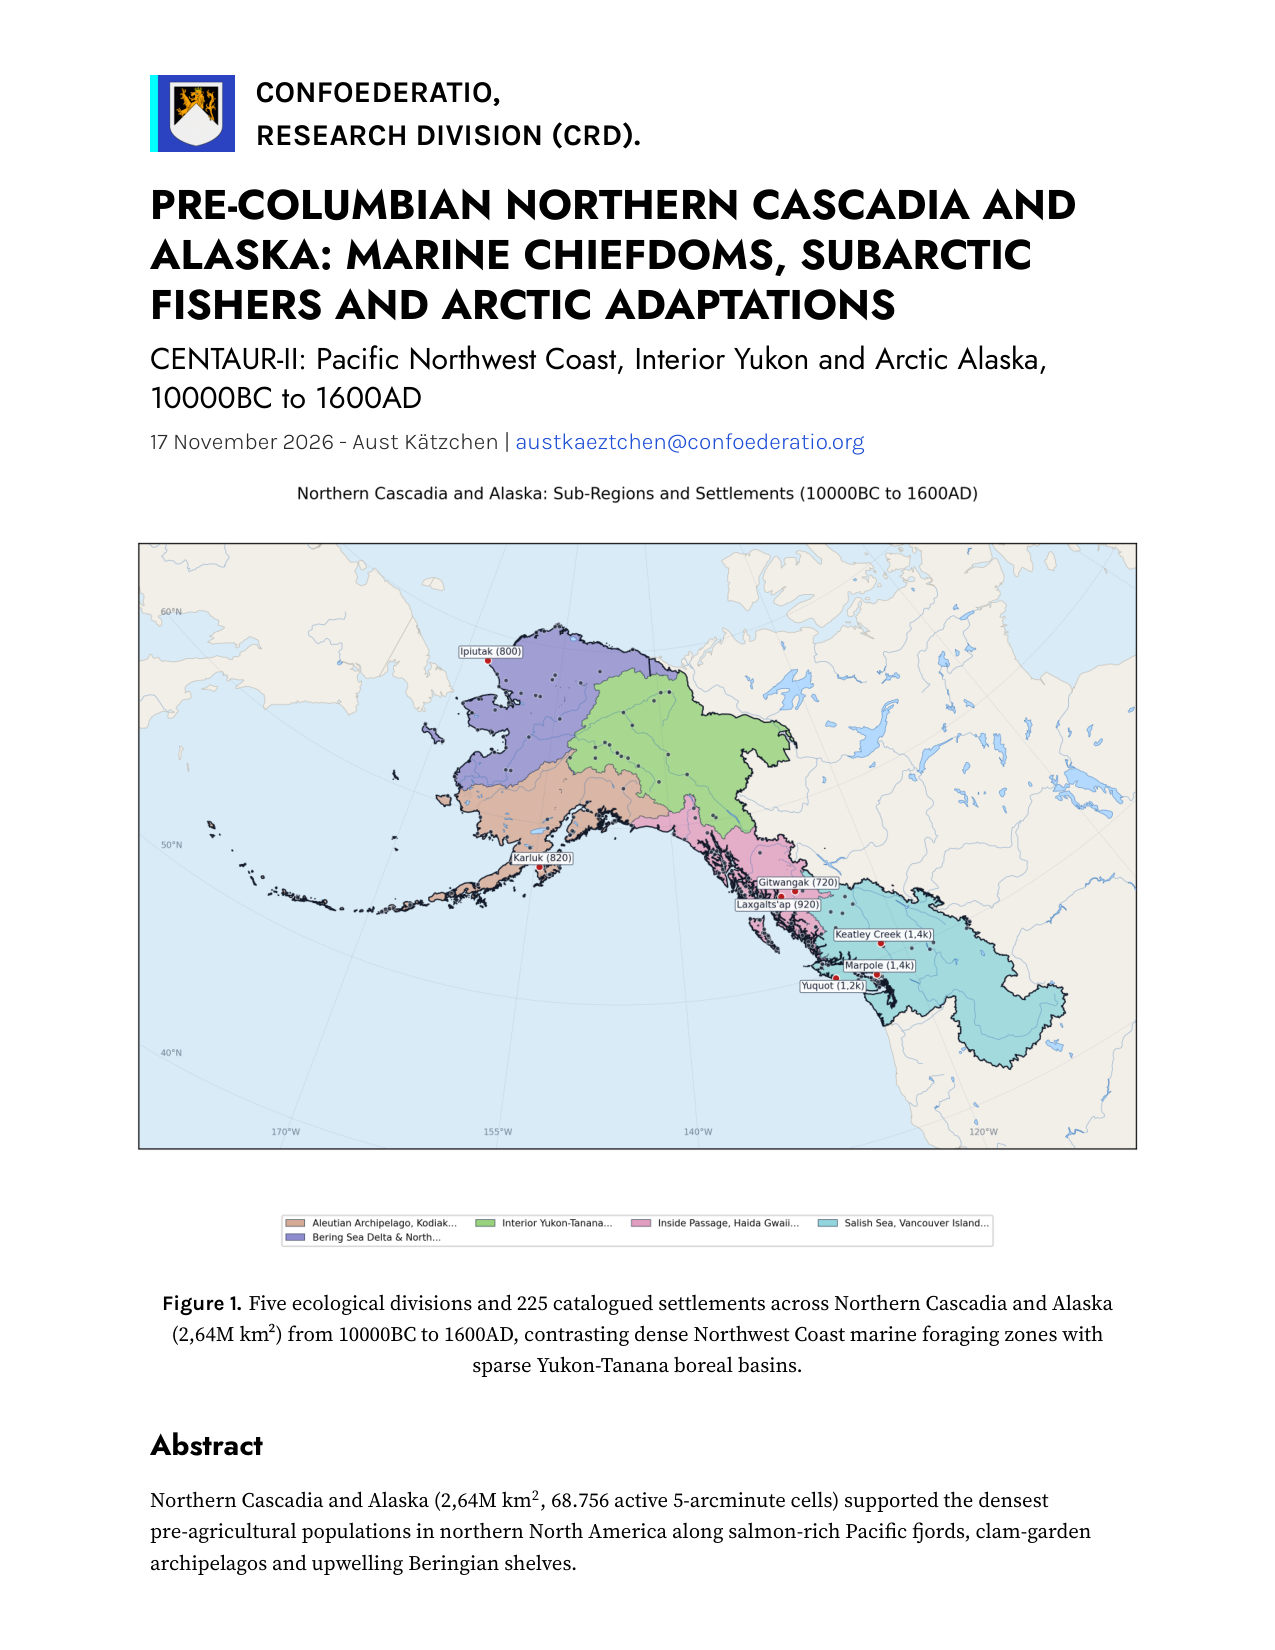 CONFOEDERATIO,
RESEARCH DIVISION (CRD).
PRE-COLUMBIAN NORTHERN CASCADIA AND
ALASKA: MARINE CHIEFDOMS, SUBARCTIC
FISHERS AND ARCTIC ADAPTATIONS
CENTAUR-II: Pacific Northwest Coast, Interior Yukon and Arctic Alaska,
10000BC to 1600AD
17 November 2026 - Aust Kätzchen | austkaeztchen@confoederatio.org
Northern Cascadia and Alaska: Sub-Regions and Settlements (10000BC to 1600AD)
60°N
Ipiutak (800)
50°N
Karluk (820)
Gitwangak (720)
Laxgalts'ap (920)
Keatley Creek (1,4k)
Marpole (1,4k)
Yuquot (1,2k)
40°N
170°W
155°W
140°W
120°W
Aleutian Archipelago, Kodiak...
Interior Yukon-Tanana...
Inside Passage, Haida Gwaii...
Salish Sea, Vancouver Island...
Bering Sea Delta & North...
Figure 1. Five ecological divisions and 225 catalogued settlements across Northern Cascadia and Alaska
(2,64M km²) from 10000BC to 1600AD, contrasting dense Northwest Coast marine foraging zones with
sparse Yukon-Tanana boreal basins.
Abstract
Northern Cascadia and Alaska (2,64M km², 68.756 active 5-arcminute cells) supported the densest
pre-agricultural populations in northern North America along salmon-rich Pacific fjords, clam-garden
archipelagos and upwelling Beringian shelves.